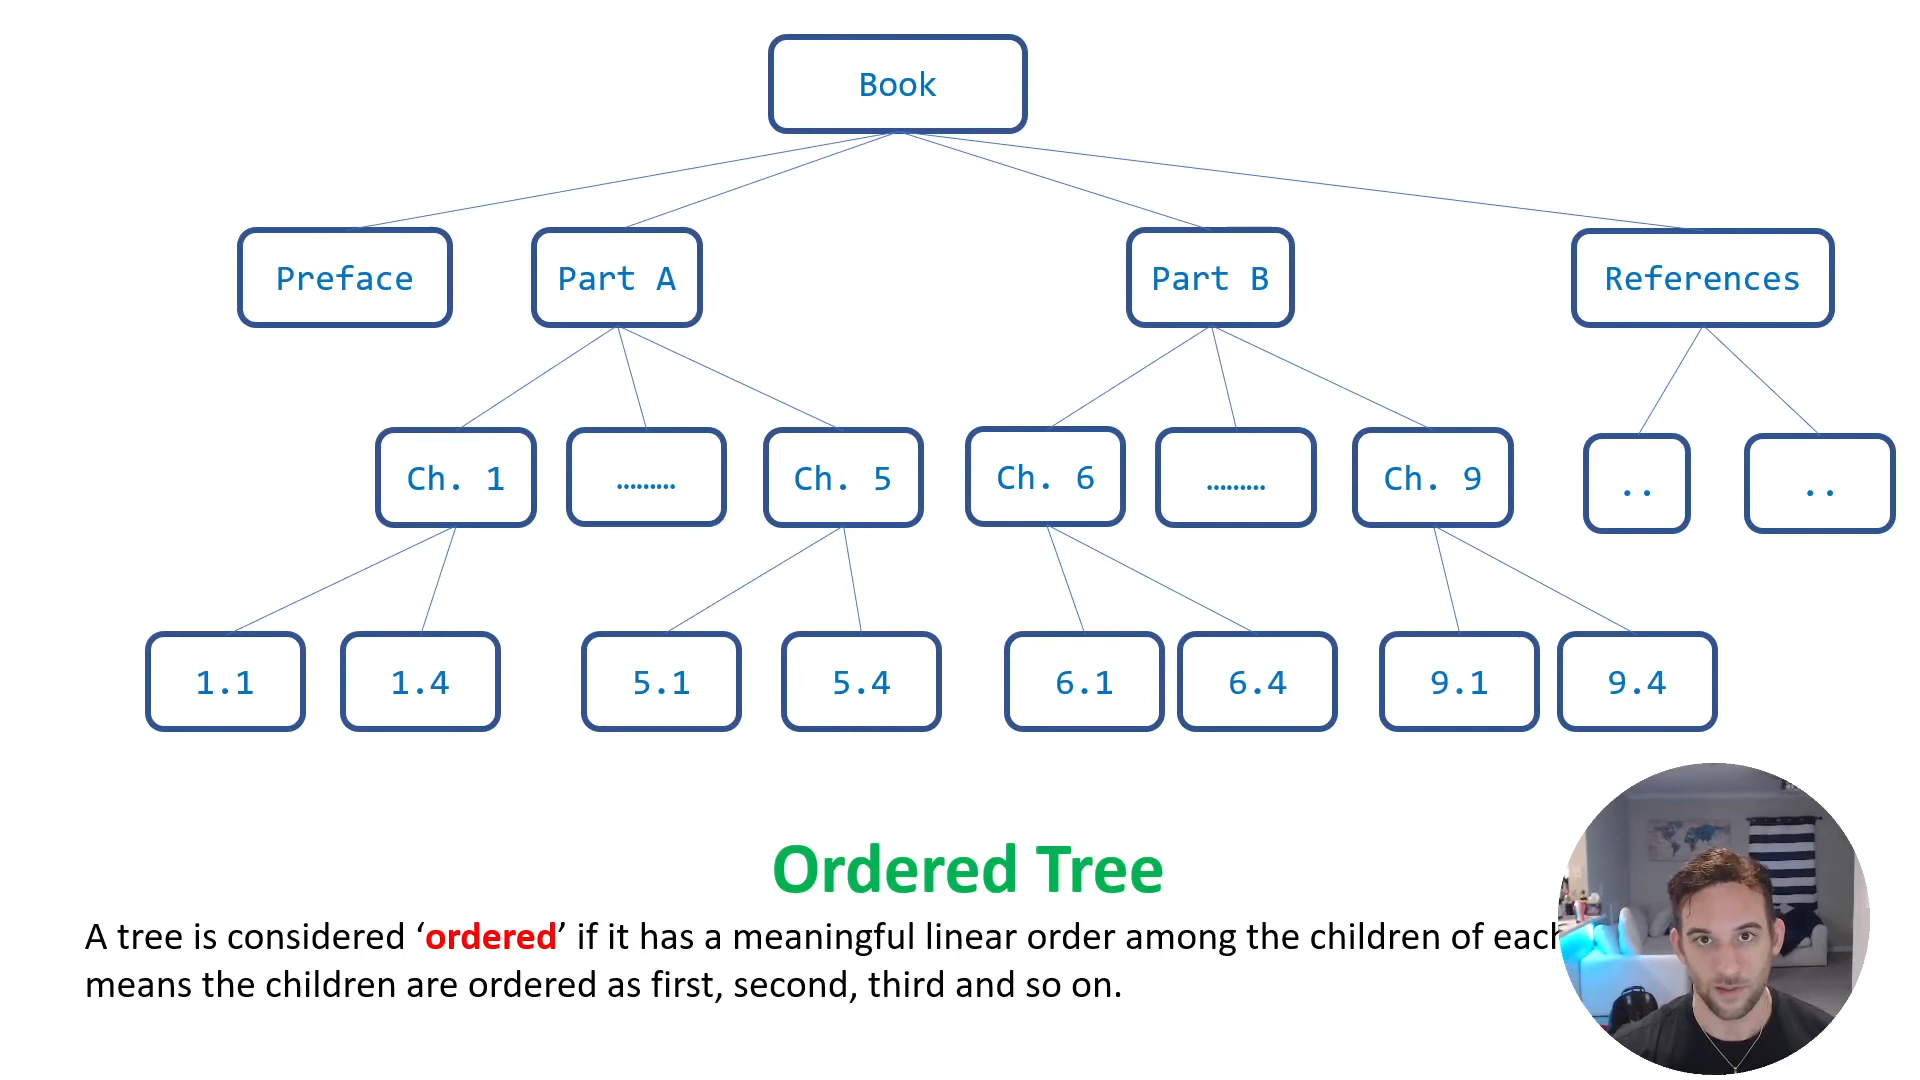 Book
Preface
Part A
Part B
References
Ch. 1
.........
Ch. 5
Ch. 6
.........
Ch. 9
..
..
1.1
1.4
5.1
5.4
6.1
6.4
9.1
9.4
Ordered Tree
A tree is considered ‘ordered’ if it has a meaningful linear order among the children of each
means the children are ordered as first, second, third and so on.